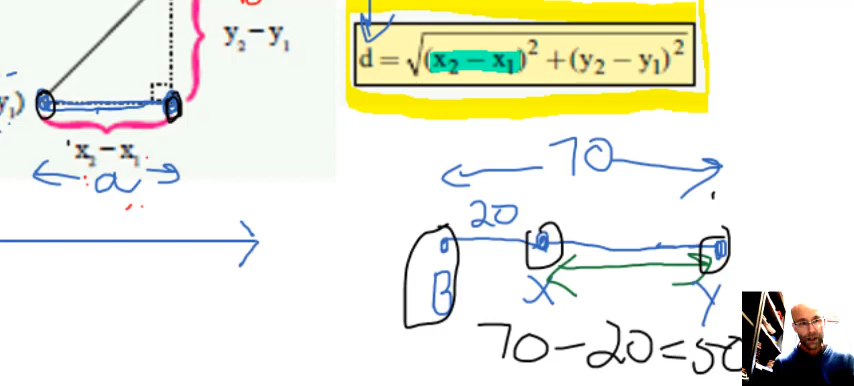 y₂ – y₁
d = √(x₂ – x₁)² + (y₂ – y₁)²
y₁)
x₂ – x₁
a
70
20
B X Y
70 – 20 = 50